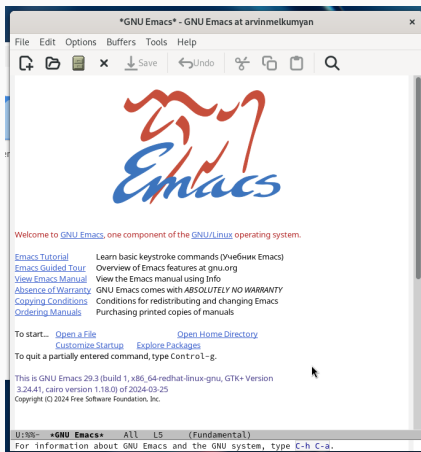 *GNU Emacs* - GNU Emacs at arvinmelkumyan ×
File Edit Options Buffers Tools Help
Save Undo
Emacs
Welcome to GNU Emacs, one component of the GNU/Linux operating system.
Emacs Tutorial Learn basic keystroke commands (Учебник Emacs)
Emacs Guided Tour Overview of Emacs features at gnu.org
View Emacs Manual View the Emacs manual using Info
Absence of Warranty GNU Emacs comes with ABSOLUTELY NO WARRANTY
Copying Conditions Conditions for redistributing and changing Emacs
Ordering Manuals Purchasing printed copies of manuals
To start... Open a File Open Home Directory
Customize Startup Explore Packages
To quit a partially entered command, type Control-g.
This is GNU Emacs 29.3 (build 1, x86_64-redhat-linux-gnu, GTK+ Version
3.24.41, cairo version 1.18.0) of 2024-03-25
Copyright (C) 2024 Free Software Foundation, Inc.
U:%%- *GNU Emacs* All L5 (Fundamental)
For information about GNU Emacs and the GNU system, type C-h C-a.